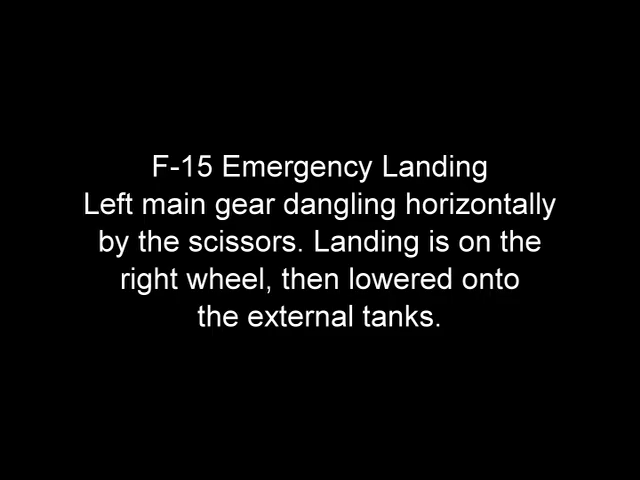 F-15 Emergency Landing
Left main gear dangling horizontally
by the scissors. Landing is on the
right wheel, then lowered onto
the external tanks.